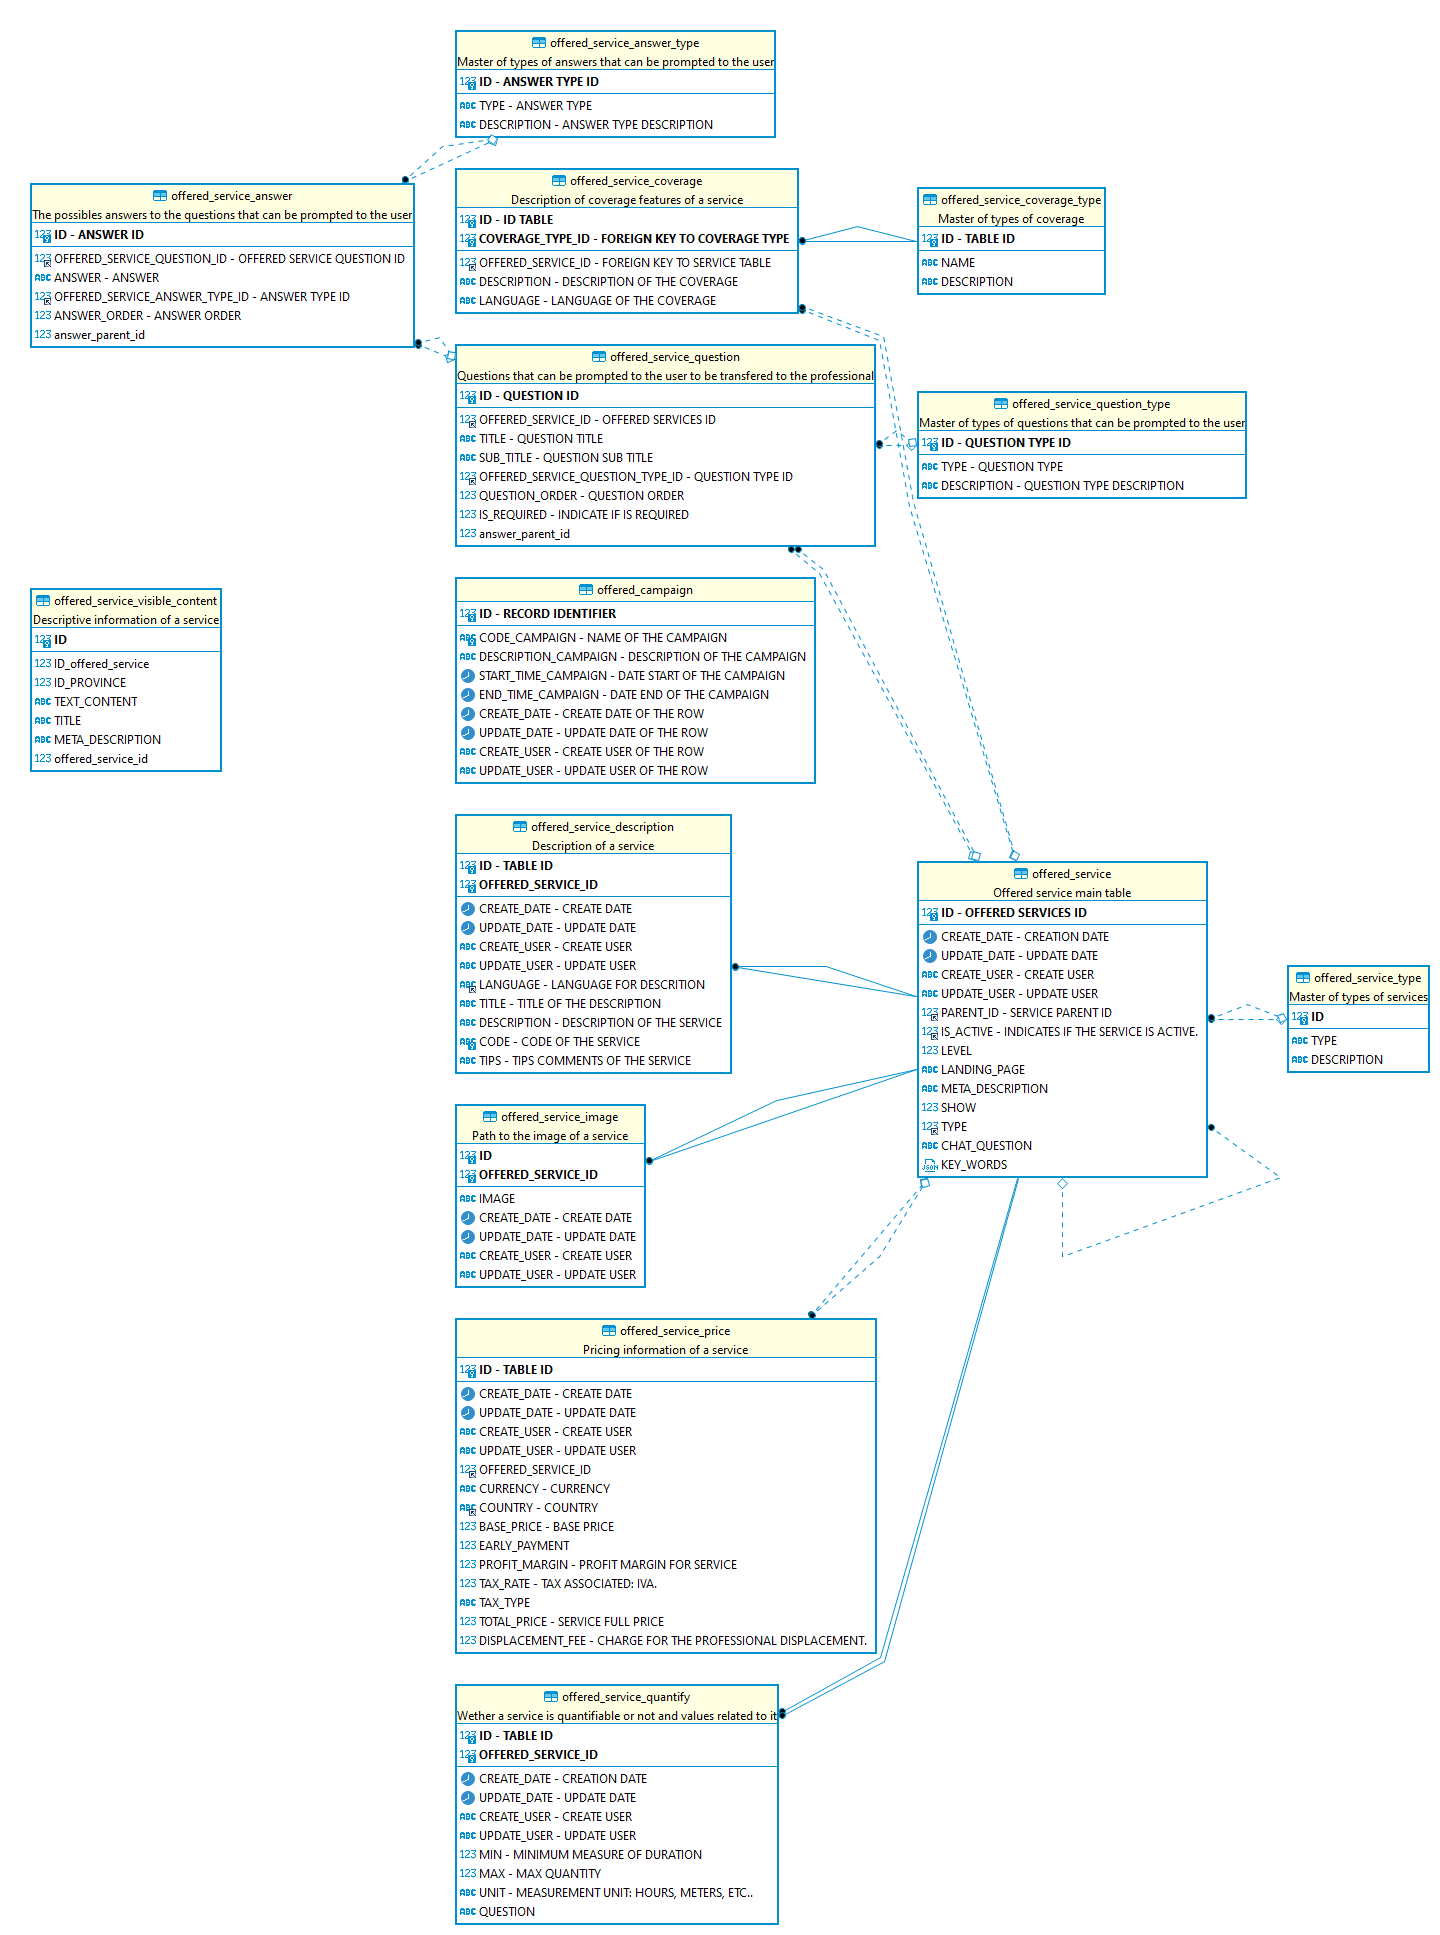 offered_service_answer_type
Master of types of answers that can be prompted to the user
123 ID - ANSWER TYPE ID
ABC TYPE - ANSWER TYPE
ABC DESCRIPTION - ANSWER TYPE DESCRIPTION
offered_service_answer
The possibles answers to the questions that can be prompted to the user
123 ID - ANSWER ID
123 OFFERED_SERVICE_QUESTION_ID - OFFERED SERVICE QUESTION ID
ABC ANSWER - ANSWER
123 OFFERED_SERVICE_ANSWER_TYPE_ID - ANSWER TYPE ID
123 ANSWER_ORDER - ANSWER ORDER
123 answer_parent_id
offered_service_coverage
Description of coverage features of a service
123 ID - ID TABLE
123 COVERAGE_TYPE_ID - FOREIGN KEY TO COVERAGE TYPE
123 OFFERED_SERVICE_ID - FOREIGN KEY TO SERVICE TABLE
ABC DESCRIPTION - DESCRIPTION OF THE COVERAGE
ABC LANGUAGE - LANGUAGE OF THE COVERAGE
offered_service_coverage_type
Master of types of coverage
123 ID - TABLE ID
ABC NAME
ABC DESCRIPTION
offered_service_question
Questions that can be prompted to the user to be transfered to the professional
123 ID - QUESTION ID
123 OFFERED_SERVICE_ID - OFFERED SERVICES ID
ABC TITLE - QUESTION TITLE
ABC SUB_TITLE - QUESTION SUB TITLE
123 OFFERED_SERVICE_QUESTION_TYPE_ID - QUESTION TYPE ID
123 QUESTION_ORDER - QUESTION ORDER
123 IS_REQUIRED - INDICATE IF IS REQUIRED
123 answer_parent_id
offered_service_question_type
Master of types of questions that can be prompted to the user
123 ID - QUESTION TYPE ID
ABC TYPE - QUESTION TYPE
ABC DESCRIPTION - QUESTION TYPE DESCRIPTION
offered_service_visible_content
Descriptive information of a service
123 ID
123 ID_offered_service
123 ID_PROVINCE
ABC TEXT_CONTENT
ABC TITLE
ABC META_DESCRIPTION
123 offered_service_id
offered_campaign
123 ID - RECORD IDENTIFIER
ABC CODE_CAMPAIGN - NAME OF THE CAMPAIGN
ABC DESCRIPTION_CAMPAIGN - DESCRIPTION OF THE CAMPAIGN
START_TIME_CAMPAIGN - DATE START OF THE CAMPAIGN
END_TIME_CAMPAIGN - DATE END OF THE CAMPAIGN
CREATE_DATE - CREATE DATE OF THE ROW
UPDATE_DATE - UPDATE DATE OF THE ROW
ABC CREATE_USER - CREATE USER OF THE ROW
ABC UPDATE_USER - UPDATE USER OF THE ROW
offered_service_description
Description of a service
123 ID - TABLE ID
123 OFFERED_SERVICE_ID
CREATE_DATE - CREATE DATE
UPDATE_DATE - UPDATE DATE
ABC CREATE_USER - CREATE USER
ABC UPDATE_USER - UPDATE USER
ABC LANGUAGE - LANGUAGE FOR DESCRITION
ABC TITLE - TITLE OF THE DESCRIPTION
ABC DESCRIPTION - DESCRIPTION OF THE SERVICE
ABC CODE - CODE OF THE SERVICE
ABC TIPS - TIPS COMMENTS OF THE SERVICE
offered_service
Offered service main table
123 ID - OFFERED SERVICES ID
CREATE_DATE - CREATION DATE
UPDATE_DATE - UPDATE DATE
ABC CREATE_USER - CREATE USER
ABC UPDATE_USER - UPDATE USER
123 PARENT_ID - SERVICE PARENT ID
123 IS_ACTIVE - INDICATES IF THE SERVICE IS ACTIVE.
123 LEVEL
ABC LANDING_PAGE
ABC META_DESCRIPTION
123 SHOW
123 TYPE
ABC CHAT_QUESTION
JSON KEY_WORDS
offered_service_type
Master of types of services
123 ID
ABC TYPE
ABC DESCRIPTION
offered_service_image
Path to the image of a service
123 ID
123 OFFERED_SERVICE_ID
ABC IMAGE
CREATE_DATE - CREATE DATE
UPDATE_DATE - UPDATE DATE
ABC CREATE_USER - CREATE USER
ABC UPDATE_USER - UPDATE USER
offered_service_price
Pricing information of a service
123 ID - TABLE ID
CREATE_DATE - CREATE DATE
UPDATE_DATE - UPDATE DATE
ABC CREATE_USER - CREATE USER
ABC UPDATE_USER - UPDATE USER
123 OFFERED_SERVICE_ID
ABC CURRENCY - CURRENCY
ABC COUNTRY - COUNTRY
123 BASE_PRICE - BASE PRICE
123 EARLY_PAYMENT
123 PROFIT_MARGIN - PROFIT MARGIN FOR SERVICE
123 TAX_RATE - TAX ASSOCIATED: IVA.
ABC TAX_TYPE
123 TOTAL_PRICE - SERVICE FULL PRICE
123 DISPLACEMENT_FEE - CHARGE FOR THE PROFESSIONAL DISPLACEMENT.
offered_service_quantify
Wether a service is quantifiable or not and values related to it
123 ID - TABLE ID
123 OFFERED_SERVICE_ID
CREATE_DATE - CREATION DATE
UPDATE_DATE - UPDATE DATE
ABC CREATE_USER - CREATE USER
ABC UPDATE_USER - UPDATE USER
123 MIN - MINIMUM MEASURE OF DURATION
123 MAX - MAX QUANTITY
ABC UNIT - MEASUREMENT UNIT: HOURS, METERS, ETC..
ABC QUESTION